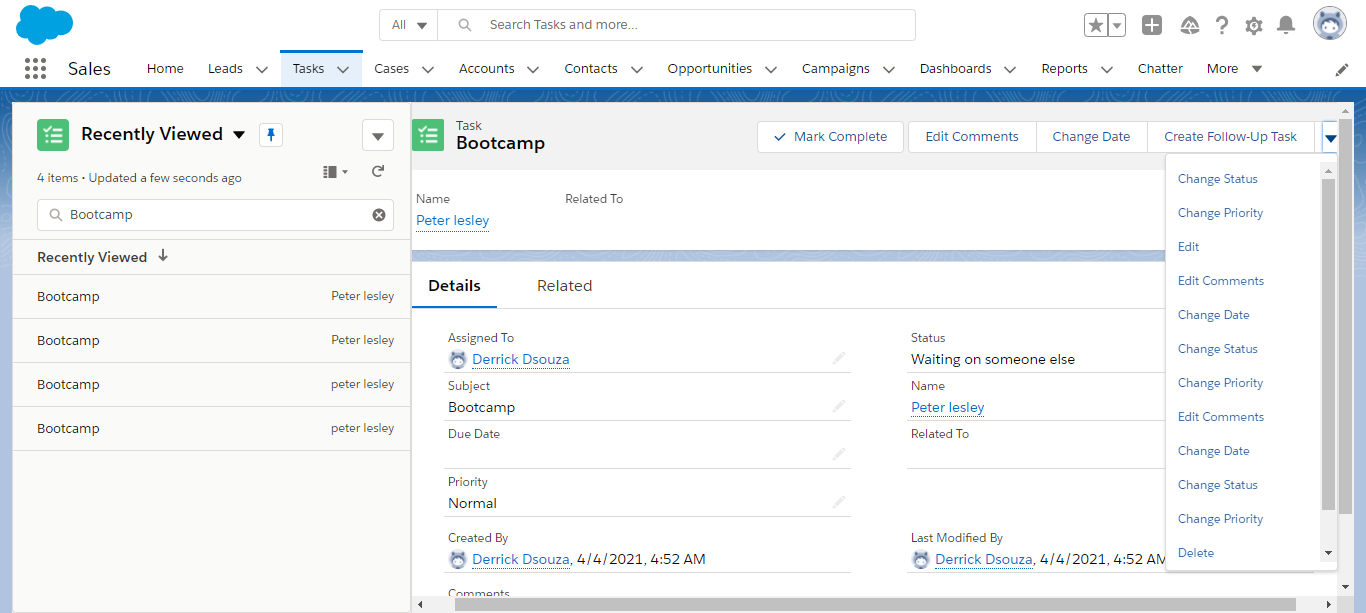 All
Search Tasks and more...
Sales
Home
Leads
Tasks
Cases
Accounts
Contacts
Opportunities
Campaigns
Dashboards
Reports
Chatter
More
Recently Viewed
4 items • Updated a few seconds ago
Bootcamp
Recently Viewed
Bootcamp Peter lesley
Bootcamp Peter lesley
Bootcamp peter lesley
Bootcamp peter lesley
Task
Bootcamp
Mark Complete
Edit Comments
Change Date
Create Follow-Up Task
Name
Peter lesley
Related To
Details
Related
Assigned To
Derrick Dsouza
Subject
Bootcamp
Due Date
Priority
Normal
Created By
Derrick Dsouza, 4/4/2021, 4:52 AM
Comments
Status
Waiting on someone else
Name
Peter lesley
Related To
Last Modified By
Derrick Dsouza, 4/4/2021, 4:52 AM
Change Status
Change Priority
Edit
Edit Comments
Change Date
Change Status
Change Priority
Edit Comments
Change Date
Change Status
Change Priority
Delete